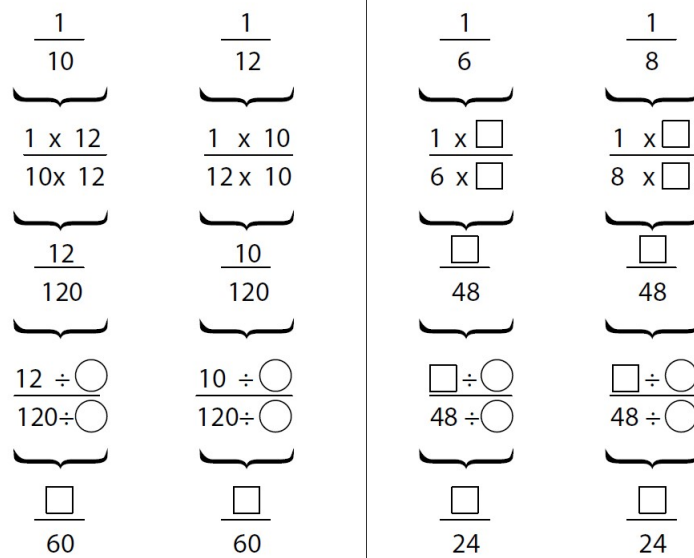 1 1 1 1
10 12 6 8
1 x 12 1 x 10 1 x □ 1 x □
10x 12 12 x 10 6 x □ 8 x □
12 10 □ □
120 120 48 48
12 ÷ ○ 10 ÷ ○ □ ÷ ○ □ ÷ ○
120÷ ○ 120÷ ○ 48 ÷ ○ 48 ÷ ○
□ □ □ □
60 60 24 24